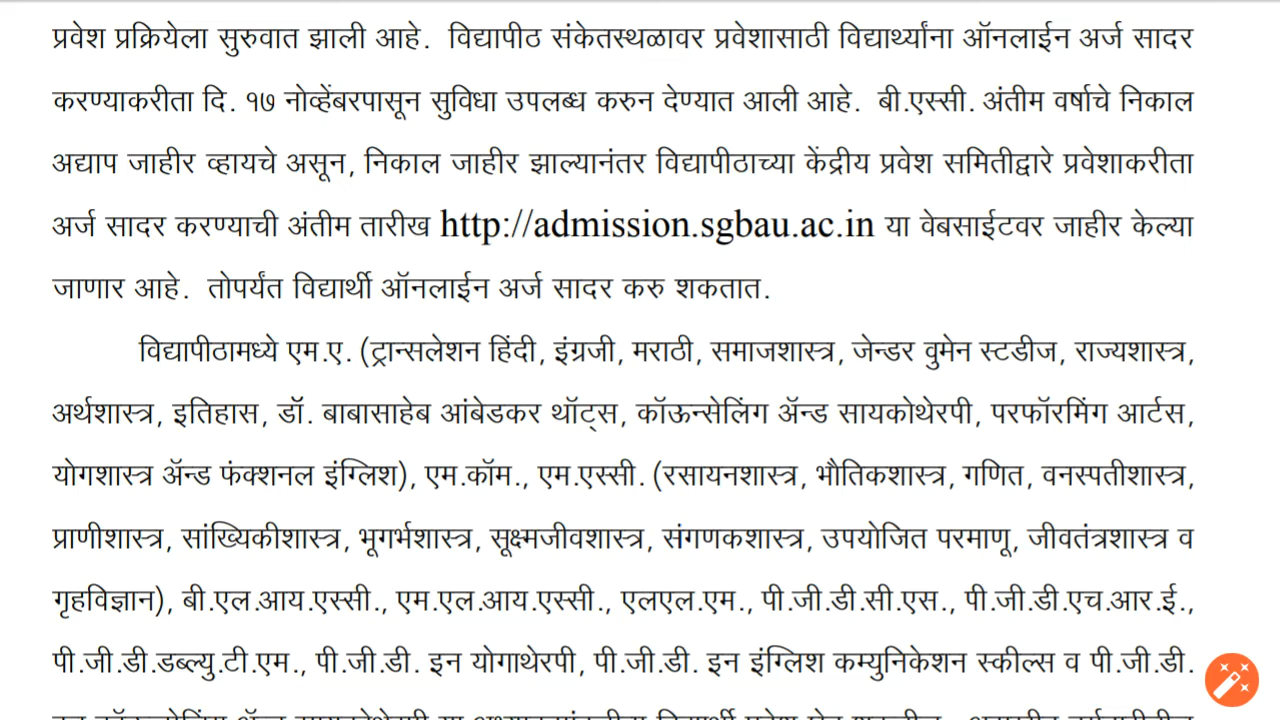 प्रवेश प्रक्रियेला सुरुवात झाली आहे. विद्यापीठ संकेतस्थळावर प्रवेशासाठी विद्यार्थ्यांना ऑनलाईन अर्ज सादर
करण्याकरीता दि. १७ नोव्हेंबरपासून सुविधा उपलब्ध करुन देण्यात आली आहे. बी.एस्सी. अंतीम वर्षाचे निकाल
अद्याप जाहीर व्हायचे असून, निकाल जाहीर झाल्यानंतर विद्यापीठाच्या केंद्रीय प्रवेश समितीद्वारे प्रवेशाकरीता
अर्ज सादर करण्याची अंतीम तारीख http://admission.sgbau.ac.in या वेबसाईटवर जाहीर केल्या
जाणार आहे. तोपर्यंत विद्यार्थी ऑनलाईन अर्ज सादर करु शकतात.
विद्यापीठामध्ये एम.ए. (ट्रान्सलेशन हिंदी, इंग्रजी, मराठी, समाजशास्त्र, जेन्डर वुमेन स्टडीज, राज्यशास्त्र,
अर्थशास्त्र, इतिहास, डॉ. बाबासाहेब आंबेडकर थॉट्स, कॉऊन्सेलिंग ॲन्ड सायकोथेरपी, परफॉरमिंग आर्टस,
योगशास्त्र ॲन्ड फंक्शनल इंग्लिश), एम.कॉम., एम.एस्सी. (रसायनशास्त्र, भौतिकशास्त्र, गणित, वनस्पतीशास्त्र,
प्राणीशास्त्र, सांख्यिकीशास्त्र, भूगर्भशास्त्र, सूक्ष्मजीवशास्त्र, संगणकशास्त्र, उपयोजित परमाणू, जीवतंत्रशास्त्र व
गृहविज्ञान), बी.एल.आय.एस्सी., एम.एल.आय.एस्सी., एलएल.एम., पी.जी.डी.सी.एस., पी.जी.डी.एच.आर.ई.,
पी.जी.डी.डब्ल्यु.टी.एम., पी.जी.डी. इन योगाथेरपी, पी.जी.डी. इन इंग्लिश कम्युनिकेशन स्कील्स व पी.जी.डी.